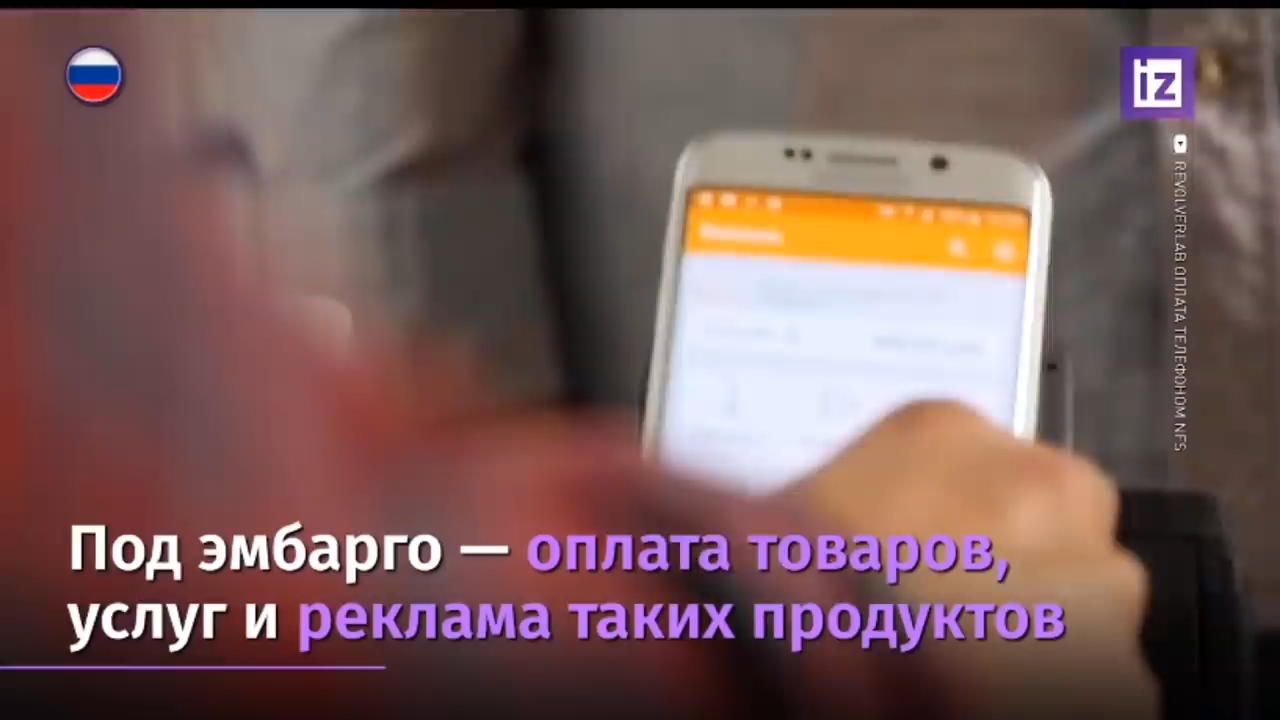 iz
REVOLVERLAB ОПЛАТА ТЕЛЕФОНОМ NFS
Под эмбарго — оплата товаров,
услуг и реклама таких продуктов